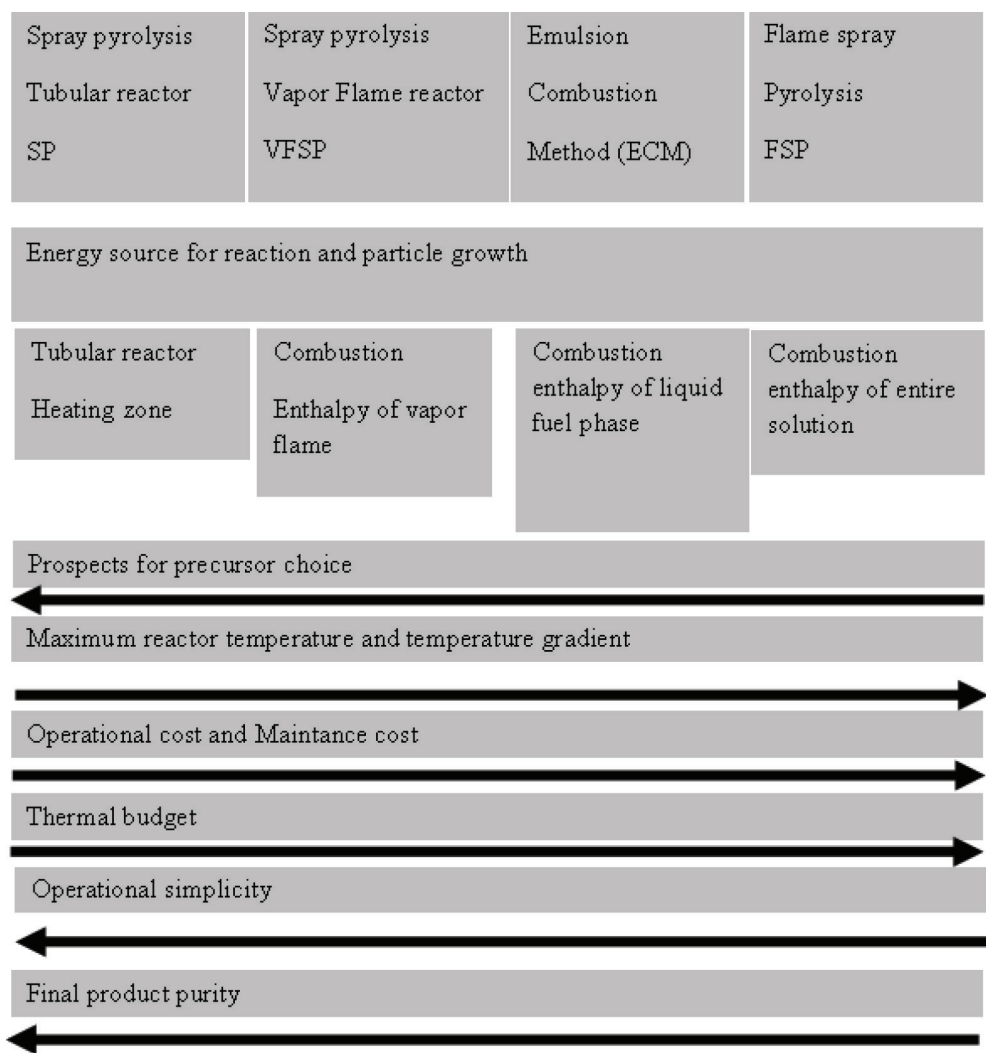 Spray pyrolysis
Tubular reactor
SP
Spray pyrolysis
Vapor Flame reactor
VFSP
Emulsion
Combustion
Method (ECM)
Flame spray
Pyrolysis
FSP
Energy source for reaction and particle growth
Tubular reactor
Heating zone
Combustion
Enthalpy of vapor
flame
Combustion
enthalpy of liquid
fuel phase
Combustion
enthalpy of entire
solution
Prospects for precursor choice
Maximum reactor temperature and temperature gradient
Operational cost and Maintance cost
Thermal budget
Operational simplicity
Final product purity